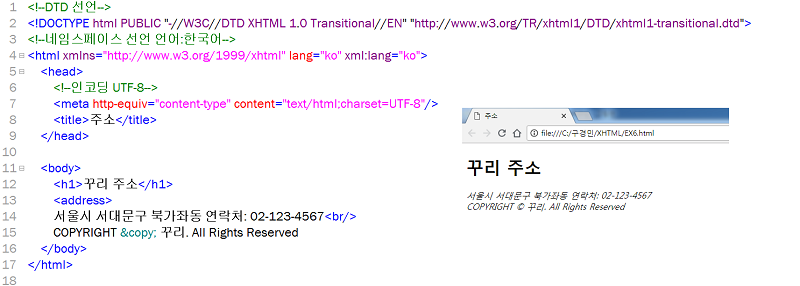 1 <!--DTD 선언-->
2 <!DOCTYPE html PUBLIC "-//W3C//DTD XHTML 1.0 Transitional//EN" "http://www.w3.org/TR/xhtml1/DTD/xhtml1-transitional.dtd">
3 <!--네임스페이스 선언 언어:한국어-->
4 <html xmlns="http://www.w3.org/1999/xhtml" lang="ko" xml:lang="ko">
5 <head>
6 <!--인코딩 UTF-8-->
7 <meta http-equiv="content-type" content="text/html;charset=UTF-8"/>
8 <title>주소</title>
9 </head>
10
11 <body>
12 <h1>꾸리 주소</h1>
13 <address>
14 서울시 서대문구 북가좌동 연락처: 02-123-4567<br/>
15 COPYRIGHT &copy; 꾸리. All Rights Reserved
16 </body>
17 </html>
18
주소
file:///C:/구경민/XHTML/EX6.html
꾸리 주소
서울시 서대문구 북가좌동 연락처: 02-123-4567
COPYRIGHT © 꾸리. All Rights Reserved